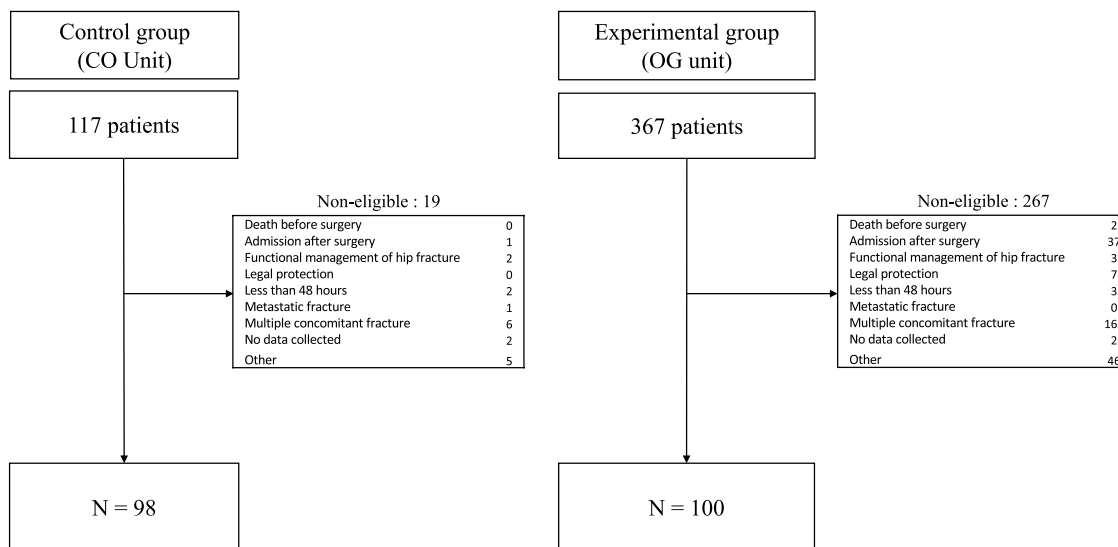 Control group
(CO Unit)
117 patients
Non-eligible : 19
Death before surgery 0
Admission after surgery 1
Functional management of hip fracture 2
Legal protection 0
Less than 48 hours 2
Metastatic fracture 1
Multiple concomitant fracture 6
No data collected 2
Other 5
N = 98
Experimental group
(OG unit)
367 patients
Non-eligible : 267
Death before surgery 2
Admission after surgery 37
Functional management of hip fracture 3
Legal protection 7
Less than 48 hours 3
Metastatic fracture 0
Multiple concomitant fracture 16
No data collected 2
Other 46
N = 100